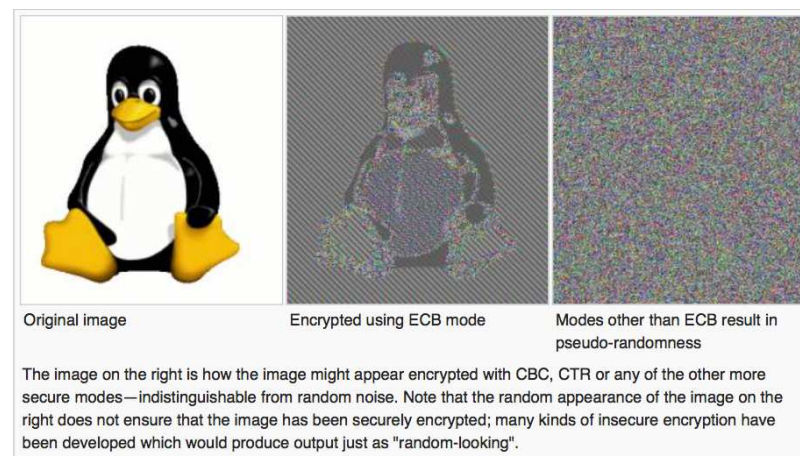 Original image
Encrypted using ECB mode
Modes other than ECB result in
pseudo-randomness
The image on the right is how the image might appear encrypted with CBC, CTR or any of the other more
secure modes—indistinguishable from random noise. Note that the random appearance of the image on the
right does not ensure that the image has been securely encrypted; many kinds of insecure encryption have
been developed which would produce output just as "random-looking".